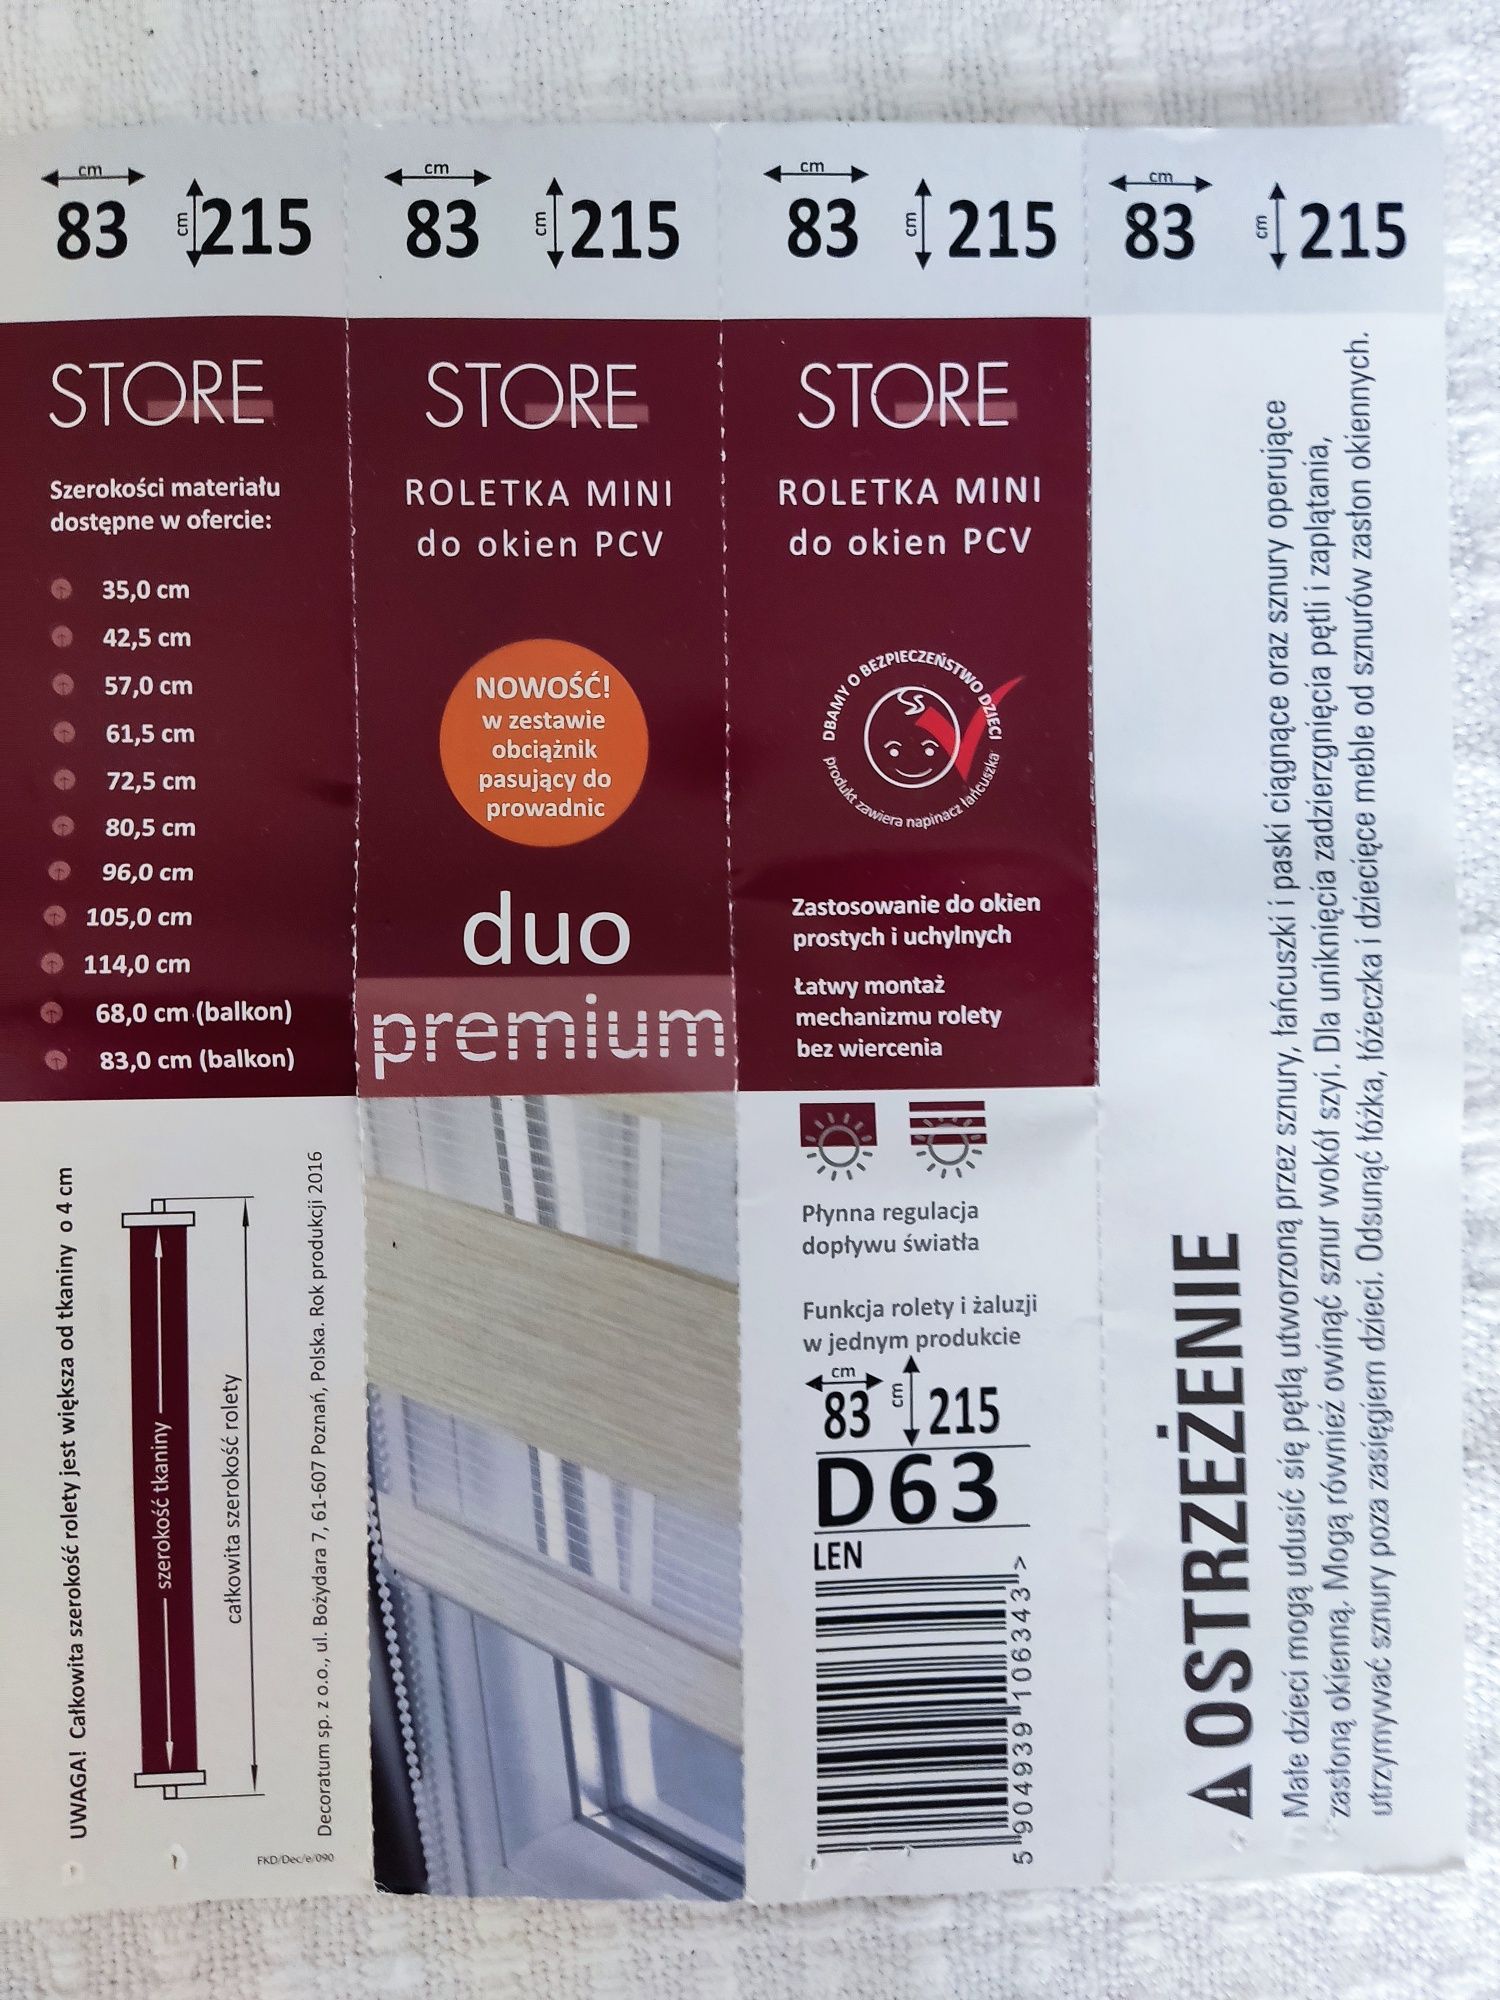 cm
83
cm
215
STORE
Szerokości materiału
dostępne w ofercie:
35,0 cm
42,5 cm
57,0 cm
61,5 cm
72,5 cm
80,5 cm
96,0 cm
105,0 cm
114,0 cm
68,0 cm (balkon)
83,0 cm (balkon)
UWAGA! Całkowita szerokość rolety jest większa od tkaniny o 4 cm
szerokość tkaniny
całkowita szerokość rolety
Decoratum sp. z o.o., ul. Bożydara 7, 61-607 Poznań, Polska. Rok produkcji 2016
FKD/Dec/e/090
cm
83
cm
215
STORE
ROLETKA MINI
do okien PCV
NOWOŚĆ!
w zestawie
obciążnik
pasujący do
prowadnic
duo
premium
cm
83
cm
215
STORE
ROLETKA MINI
do okien PCV
DBAMY O BEZPIECZEŃSTWO DZIECI
produkt zawiera napinacz łańcuszka
Zastosowanie do okien
prostych i uchylnych
Łatwy montaż
mechanizmu rolety
bez wiercenia
Płynna regulacja
dopływu światła
Funkcja rolety i żaluzji
w jednym produkcie
cm
83
cm
215
D63
LEN
5 904939 106343 >
cm
83
cm
215
OSTRZEŻENIE
Małe dzieci mogą udusić się pętlą utworzoną przez sznury, łańcuszki i paski ciągnące oraz sznury operujące
zasłoną okienną. Mogą również owinąć sznur wokół szyi. Dla uniknięcia zadzierzgnięcia pętli i zaplątania,
utrzymywać sznury poza zasięgiem dzieci. Odsunąć łóżka, łóżeczka i dziecięce meble od sznurów zasłon okiennych.